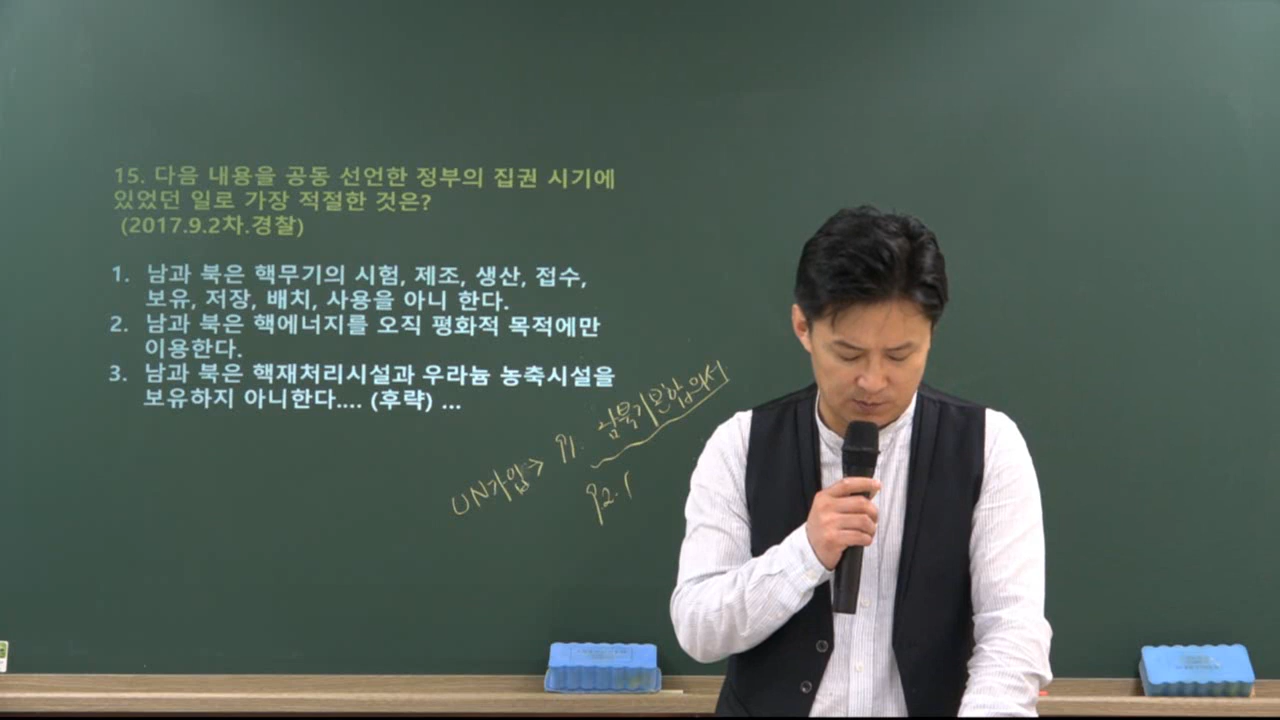 15. 다음 내용을 공동 선언한 정부의 집권 시기에
있었던 일로 가장 적절한 것은?
(2017.9.2차.경찰)
1. 남과 북은 핵무기의 시험, 제조, 생산, 접수,
보유, 저장, 배치, 사용을 아니 한다.
2. 남과 북은 핵에너지를 오직 평화적 목적에만
이용한다.
3. 남과 북은 핵재처리시설과 우라늄 농축시설을
보유하지 아니한다.... (후략) ...
UN가입→ 91. 남북기본합의서
92.1